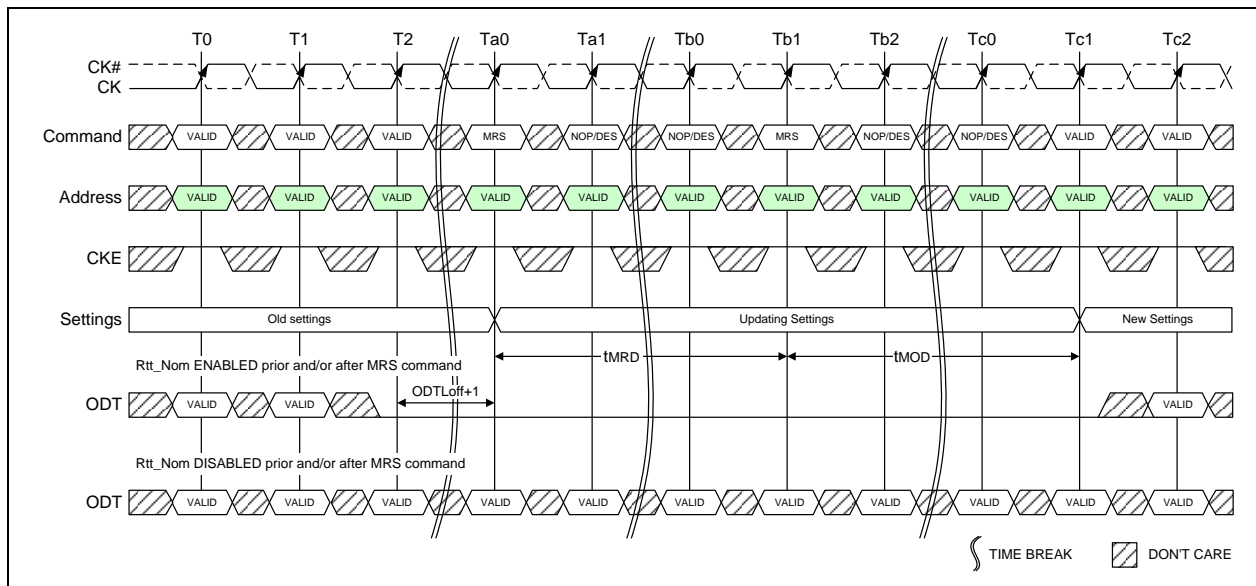 T0 T1 T2 Ta0 Ta1 Tb0 Tb1 Tb2 Tc0 Tc1 Tc2
CK#
CK
Command VALID VALID VALID MRS NOP/DES NOP/DES MRS NOP/DES NOP/DES VALID VALID
Address VALID VALID VALID VALID VALID VALID VALID VALID VALID VALID VALID
CKE
Settings Old settings Updating Settings New Settings
tMRD tMOD
Rtt_Nom ENABLED prior and/or after MRS command
ODTLoff+1
ODT VALID VALID VALID
Rtt_Nom DISABLED prior and/or after MRS command
ODT VALID VALID VALID VALID VALID VALID VALID VALID VALID VALID VALID
TIME BREAK DON'T CARE